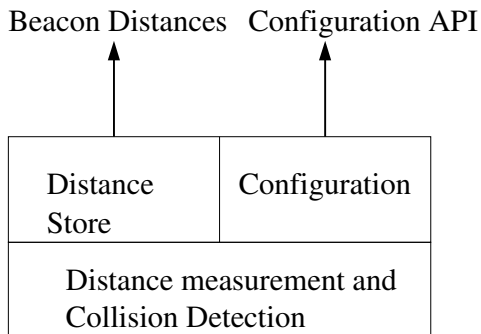 Beacon Distances
Configuration API
Distance
Store
Configuration
Distance measurement and
Collision Detection